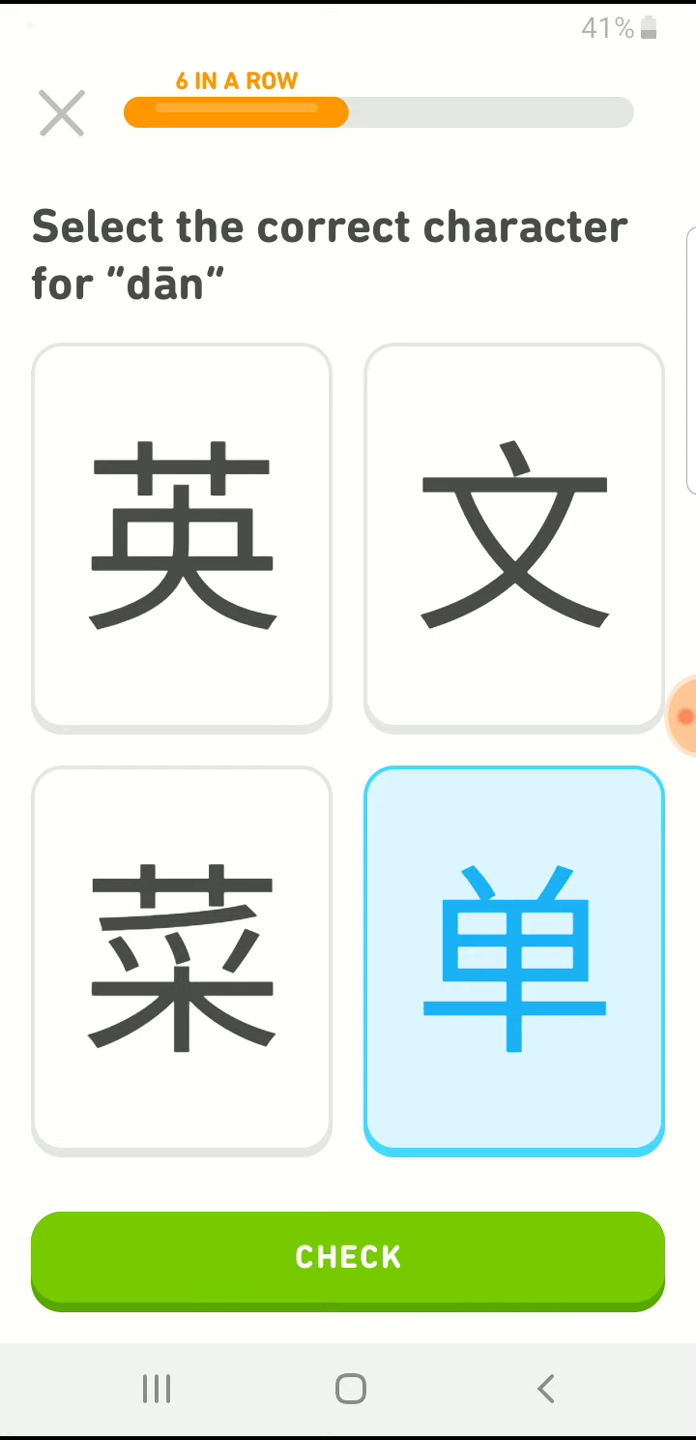 41%
6 IN A ROW
Select the correct character
for "dān"
英
文
菜
单
CHECK